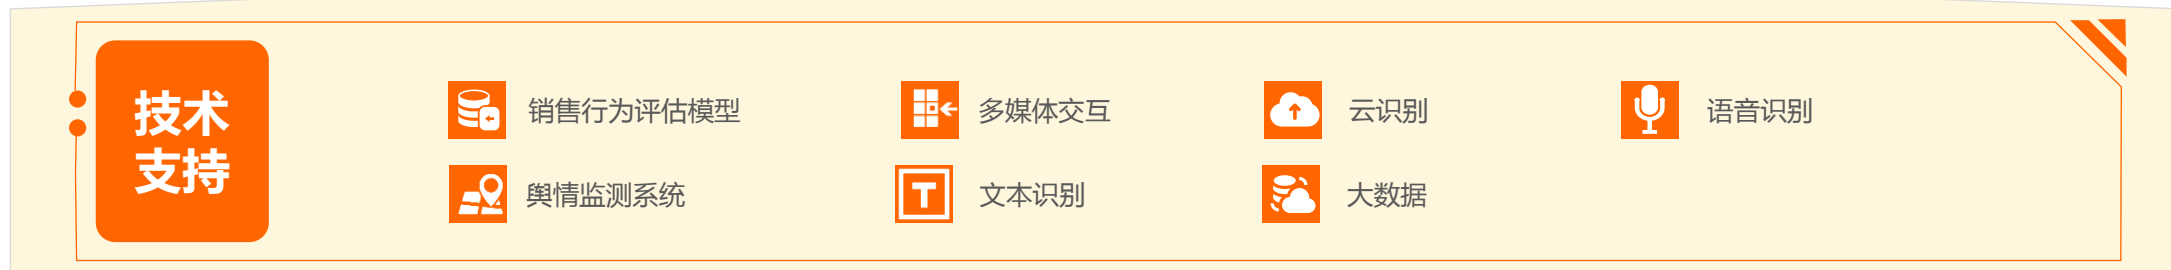 技术
支持
销售行为评估模型
多媒体交互
云识别
语音识别
舆情监测系统
文本识别
大数据